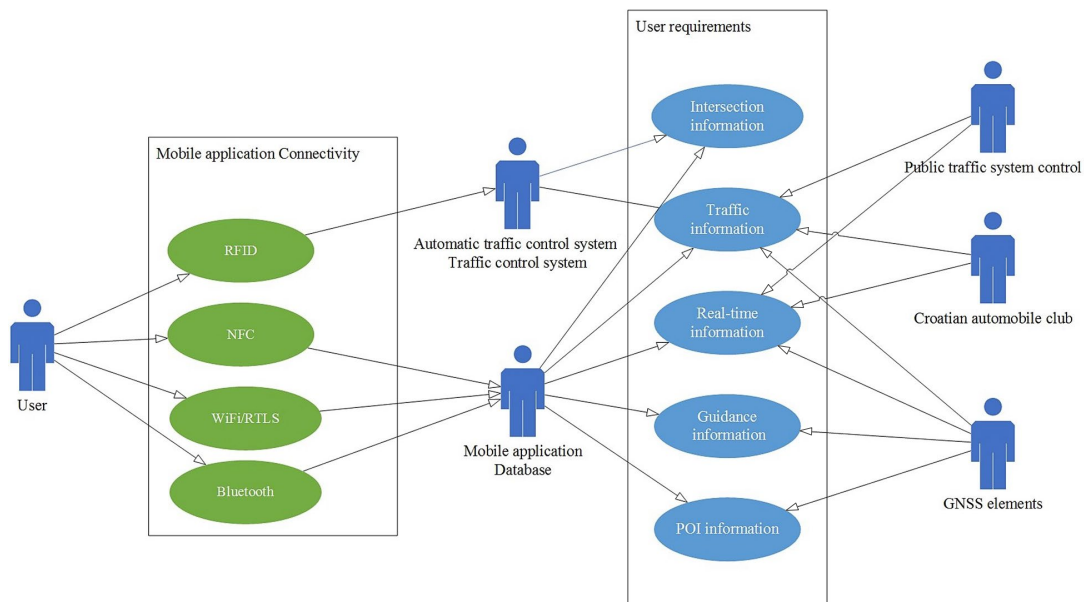 User requirements
Intersection
information
Mobile application Connectivity
Public traffic system control
Traffic
information
Automatic traffic control system
Traffic control system
RFID
Real-time
information
Croatian automobile club
NFC
User
WiFi/RTLS
Guidance
information
Mobile application
Database
Bluetooth
GNSS elements
POI information